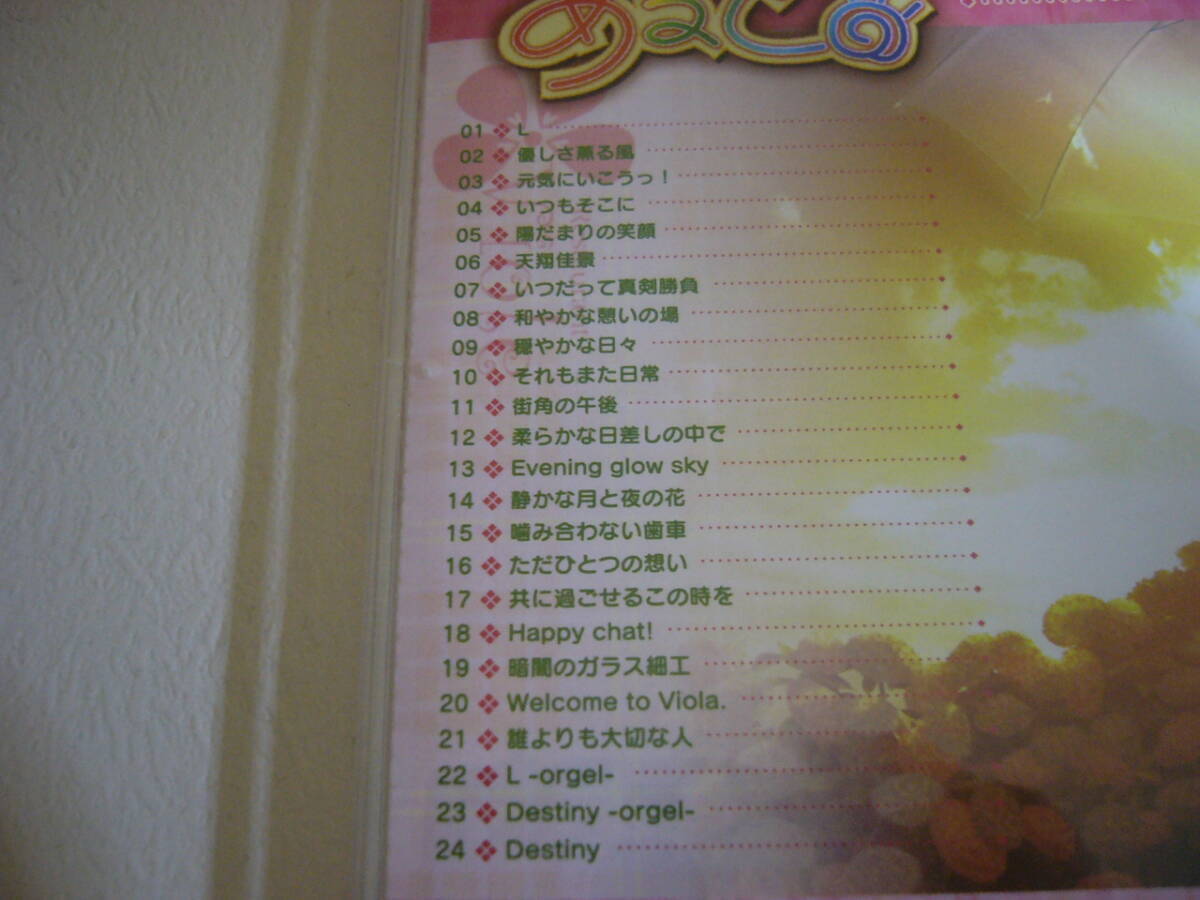 01 ❖ L
02 ❖ 優しさ薫る風
03 ❖ 元気にいこうっ！
04 ❖ いつもそこに
05 ❖ 陽だまりの笑顔
06 ❖ 天翔佳景
07 ❖ いつだって真剣勝負
08 ❖ 和やかな憩いの場
09 ❖ 穏やかな日々
10 ❖ それもまた日常
11 ❖ 街角の午後
12 ❖ 柔らかな日差しの中で
13 ❖ Evening glow sky
14 ❖ 静かな月と夜の花
15 ❖ 噛み合わない歯車
16 ❖ ただひとつの想い
17 ❖ 共に過ごせるこの時を
18 ❖ Happy chat!
19 ❖ 暗闇のガラス細工
20 ❖ Welcome to Viola.
21 ❖ 誰よりも大切な人
22 ❖ L -orgel-
23 ❖ Destiny -orgel-
24 ❖ Destiny